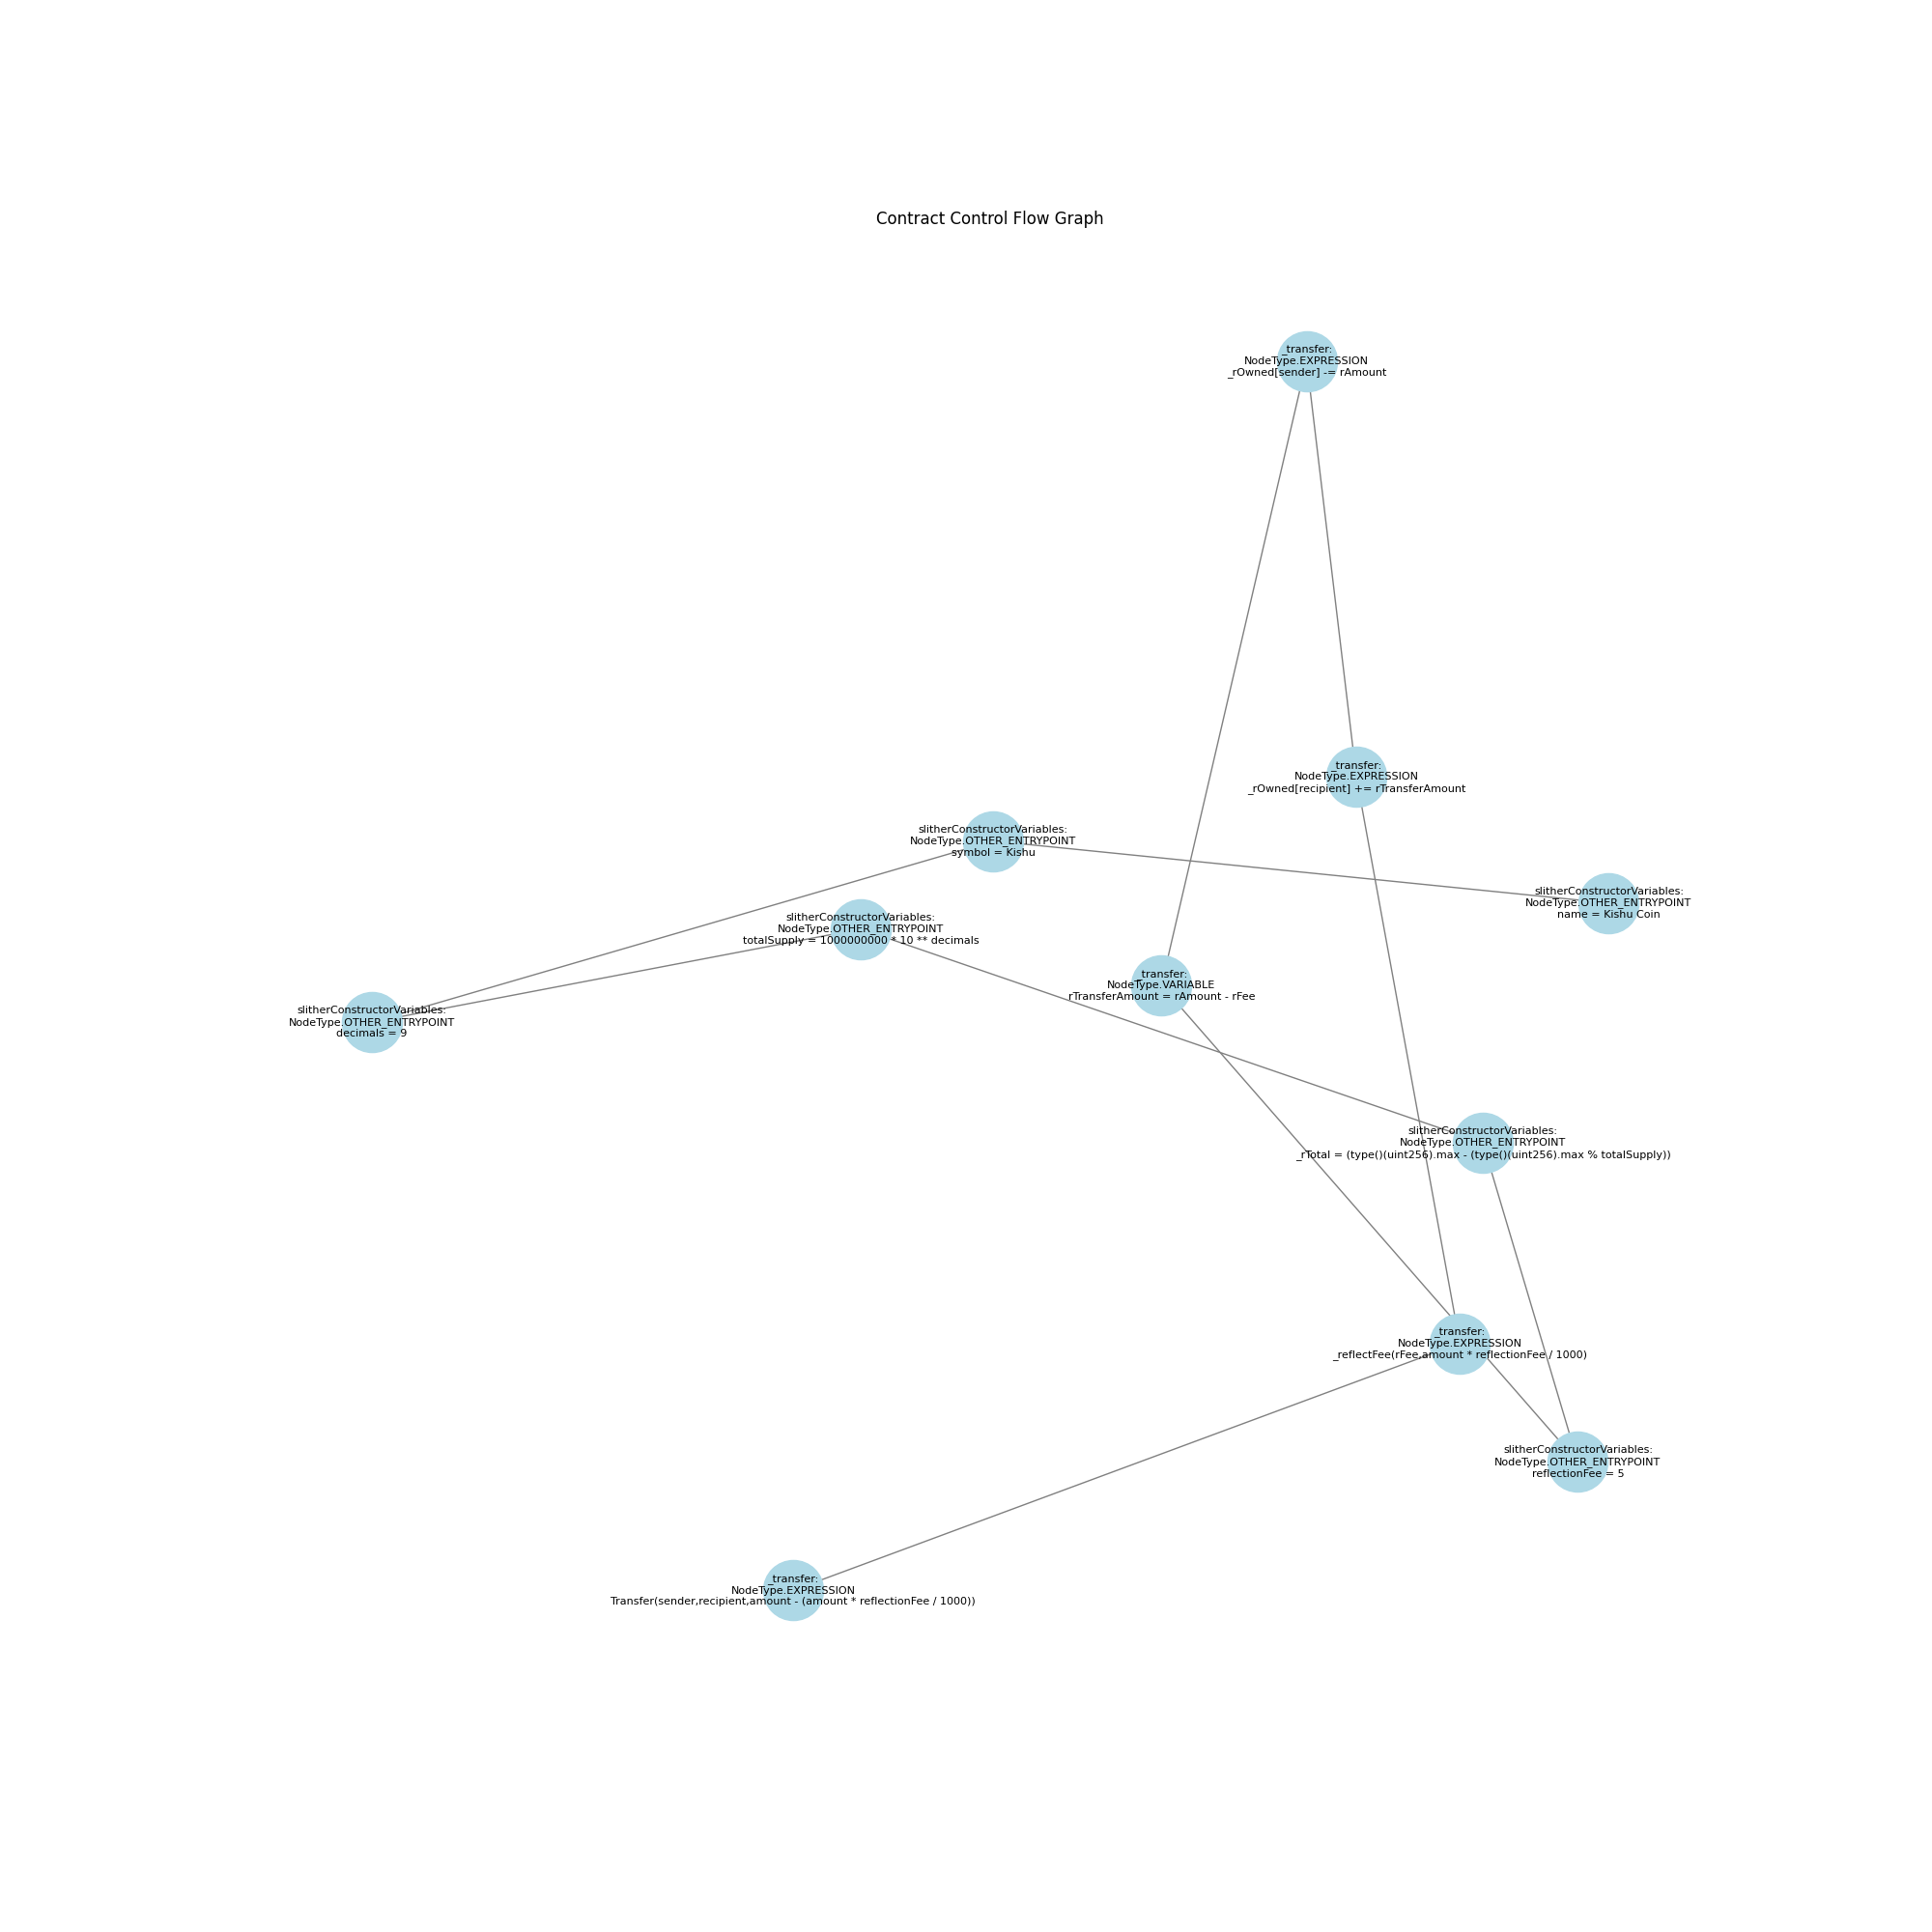 Contract Control Flow Graph
_transfer:
NodeType.EXPRESSION
_rOwned[sender] -= rAmount
_transfer:
NodeType.EXPRESSION
_rOwned[recipient] += rTransferAmount
slitherConstructorVariables:
NodeType.OTHER_ENTRYPOINT
symbol = Kishu
slitherConstructorVariables:
NodeType.OTHER_ENTRYPOINT
name = Kishu Coin
slitherConstructorVariables:
NodeType.OTHER_ENTRYPOINT
totalSupply = 1000000000 * 10 ** decimals
_transfer:
NodeType.VARIABLE
rTransferAmount = rAmount - rFee
slitherConstructorVariables:
NodeType.OTHER_ENTRYPOINT
decimals = 9
slitherConstructorVariables:
NodeType.OTHER_ENTRYPOINT
_rTotal = (type()(uint256).max - (type()(uint256).max % totalSupply))
_transfer:
NodeType.EXPRESSION
_reflectFee(rFee,amount * reflectionFee / 1000)
slitherConstructorVariables:
NodeType.OTHER_ENTRYPOINT
reflectionFee = 5
_transfer:
NodeType.EXPRESSION
Transfer(sender,recipient,amount - (amount * reflectionFee / 1000))